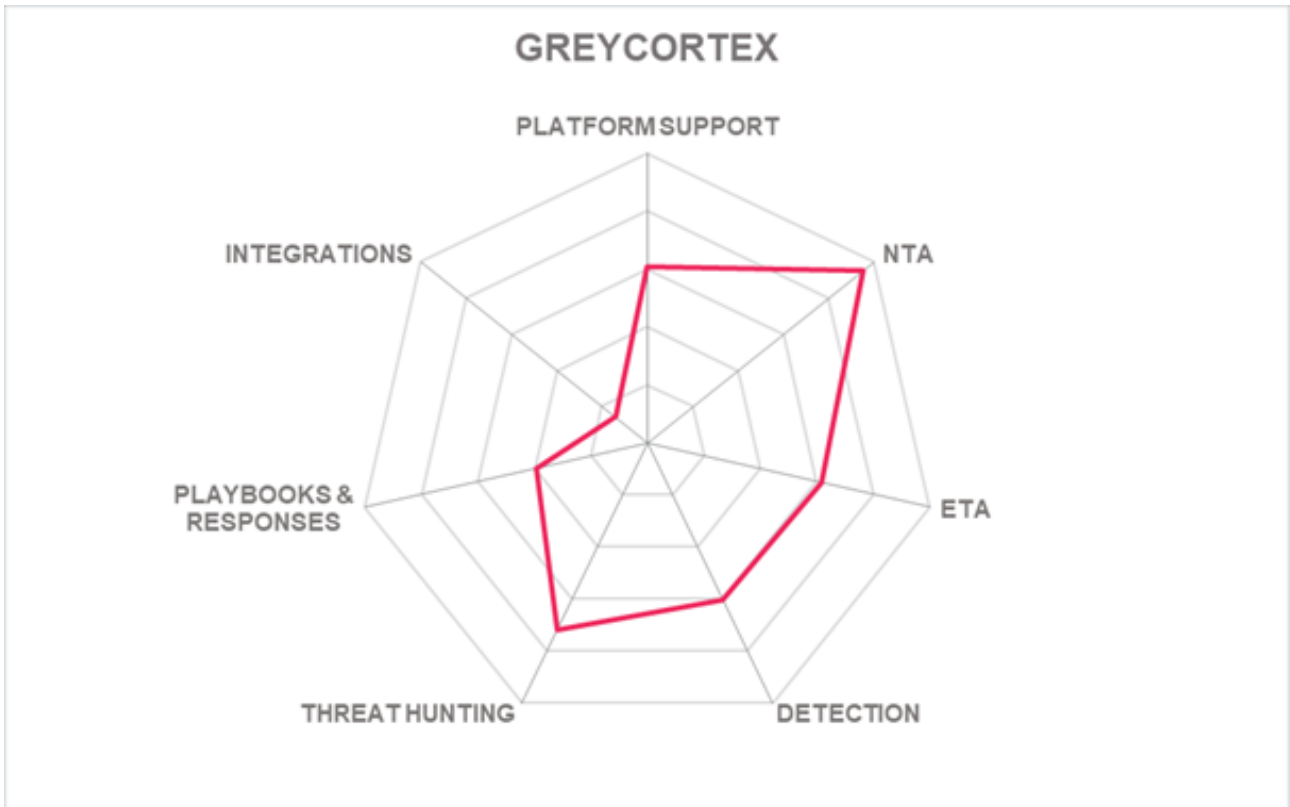 GREYCORTEX
PLATFORM SUPPORT
INTEGRATIONS
NTA
PLAYBOOKS &
RESPONSES
ETA
THREAT HUNTING
DETECTION